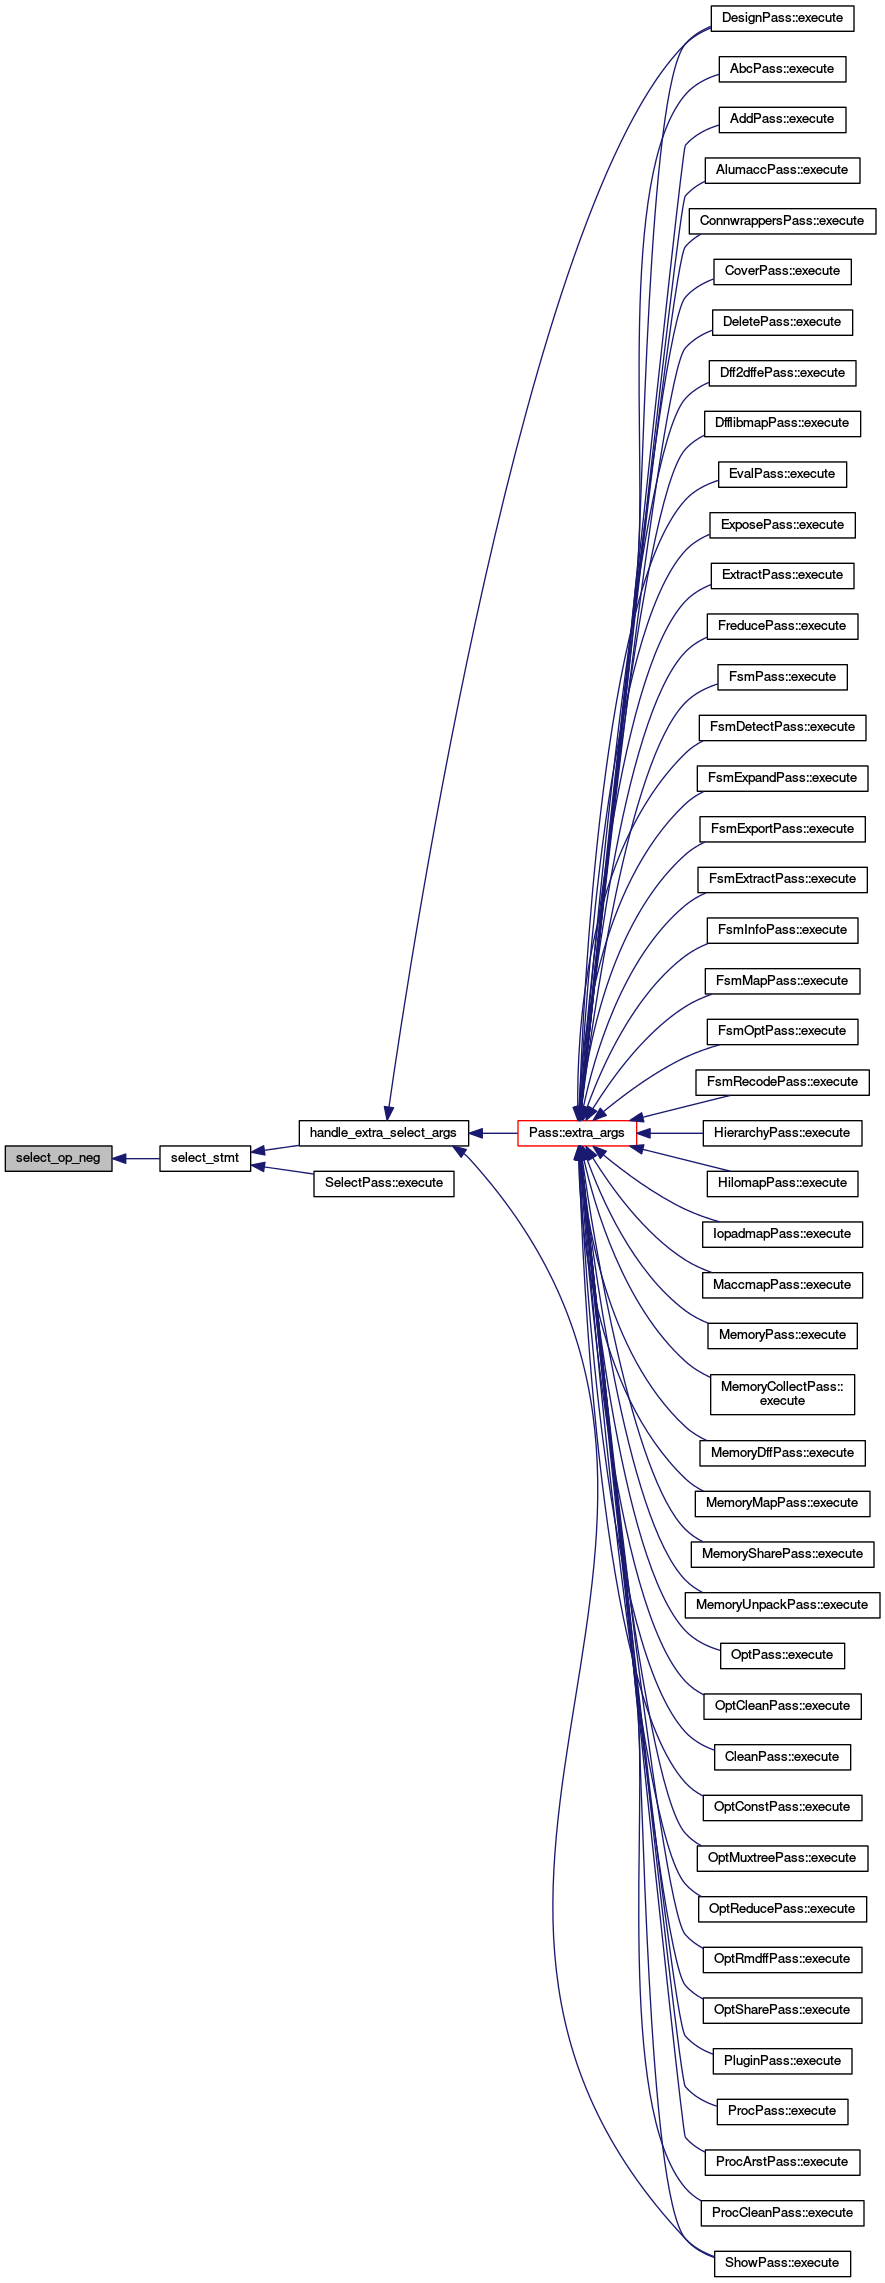 DesignPass::execute
AbcPass::execute
AddPass::execute
AlumaccPass::execute
ConnwrappersPass::execute
CoverPass::execute
DeletePass::execute
Dff2dffePass::execute
DfflibmapPass::execute
EvalPass::execute
ExposePass::execute
ExtractPass::execute
FreducePass::execute
FsmPass::execute
FsmDetectPass::execute
FsmExpandPass::execute
FsmExportPass::execute
FsmExtractPass::execute
FsmInfoPass::execute
FsmMapPass::execute
FsmOptPass::execute
FsmRecodePass::execute
handle_extra_select_args
Pass::extra_args
HierarchyPass::execute
select_op_neg
select_stmt
SelectPass::execute
HilomapPass::execute
IopadmapPass::execute
MaccmapPass::execute
MemoryPass::execute
MemoryCollectPass::
execute
MemoryDffPass::execute
MemoryMapPass::execute
MemorySharePass::execute
MemoryUnpackPass::execute
OptPass::execute
OptCleanPass::execute
CleanPass::execute
OptConstPass::execute
OptMuxtreePass::execute
OptReducePass::execute
OptRmdffPass::execute
OptSharePass::execute
PluginPass::execute
ProcPass::execute
ProcArstPass::execute
ProcCleanPass::execute
ShowPass::execute